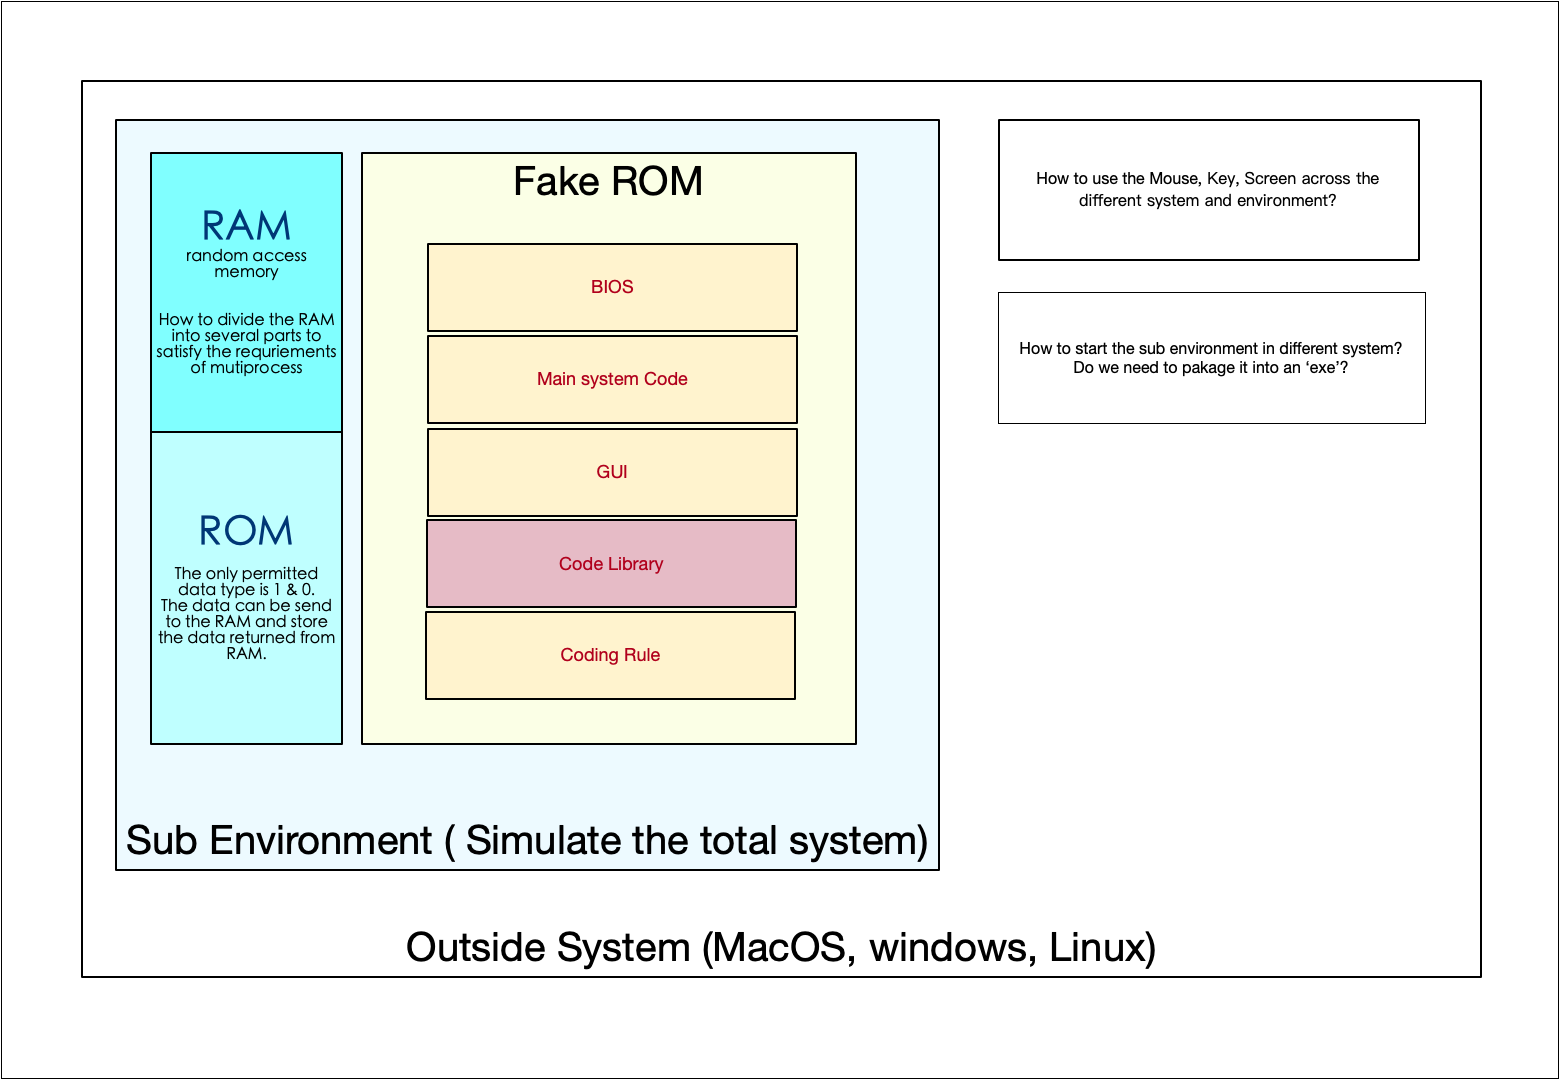 Fake ROM
RAM
random access
memory
How to divide the RAM
into several parts to
satisfy the requriements
of mutiprocess
ROM
The only permitted
data type is 1 & 0.
The data can be send
to the RAM and store
the data returned from
RAM.
BIOS
Main system Code
GUI
Code Library
Coding Rule
Sub Environment ( Simulate the total system)
How to use the Mouse, Key, Screen across the
different system and environment?
How to start the sub environment in different system?
Do we need to pakage it into an ‘exe’?
Outside System (MacOS, windows, Linux)